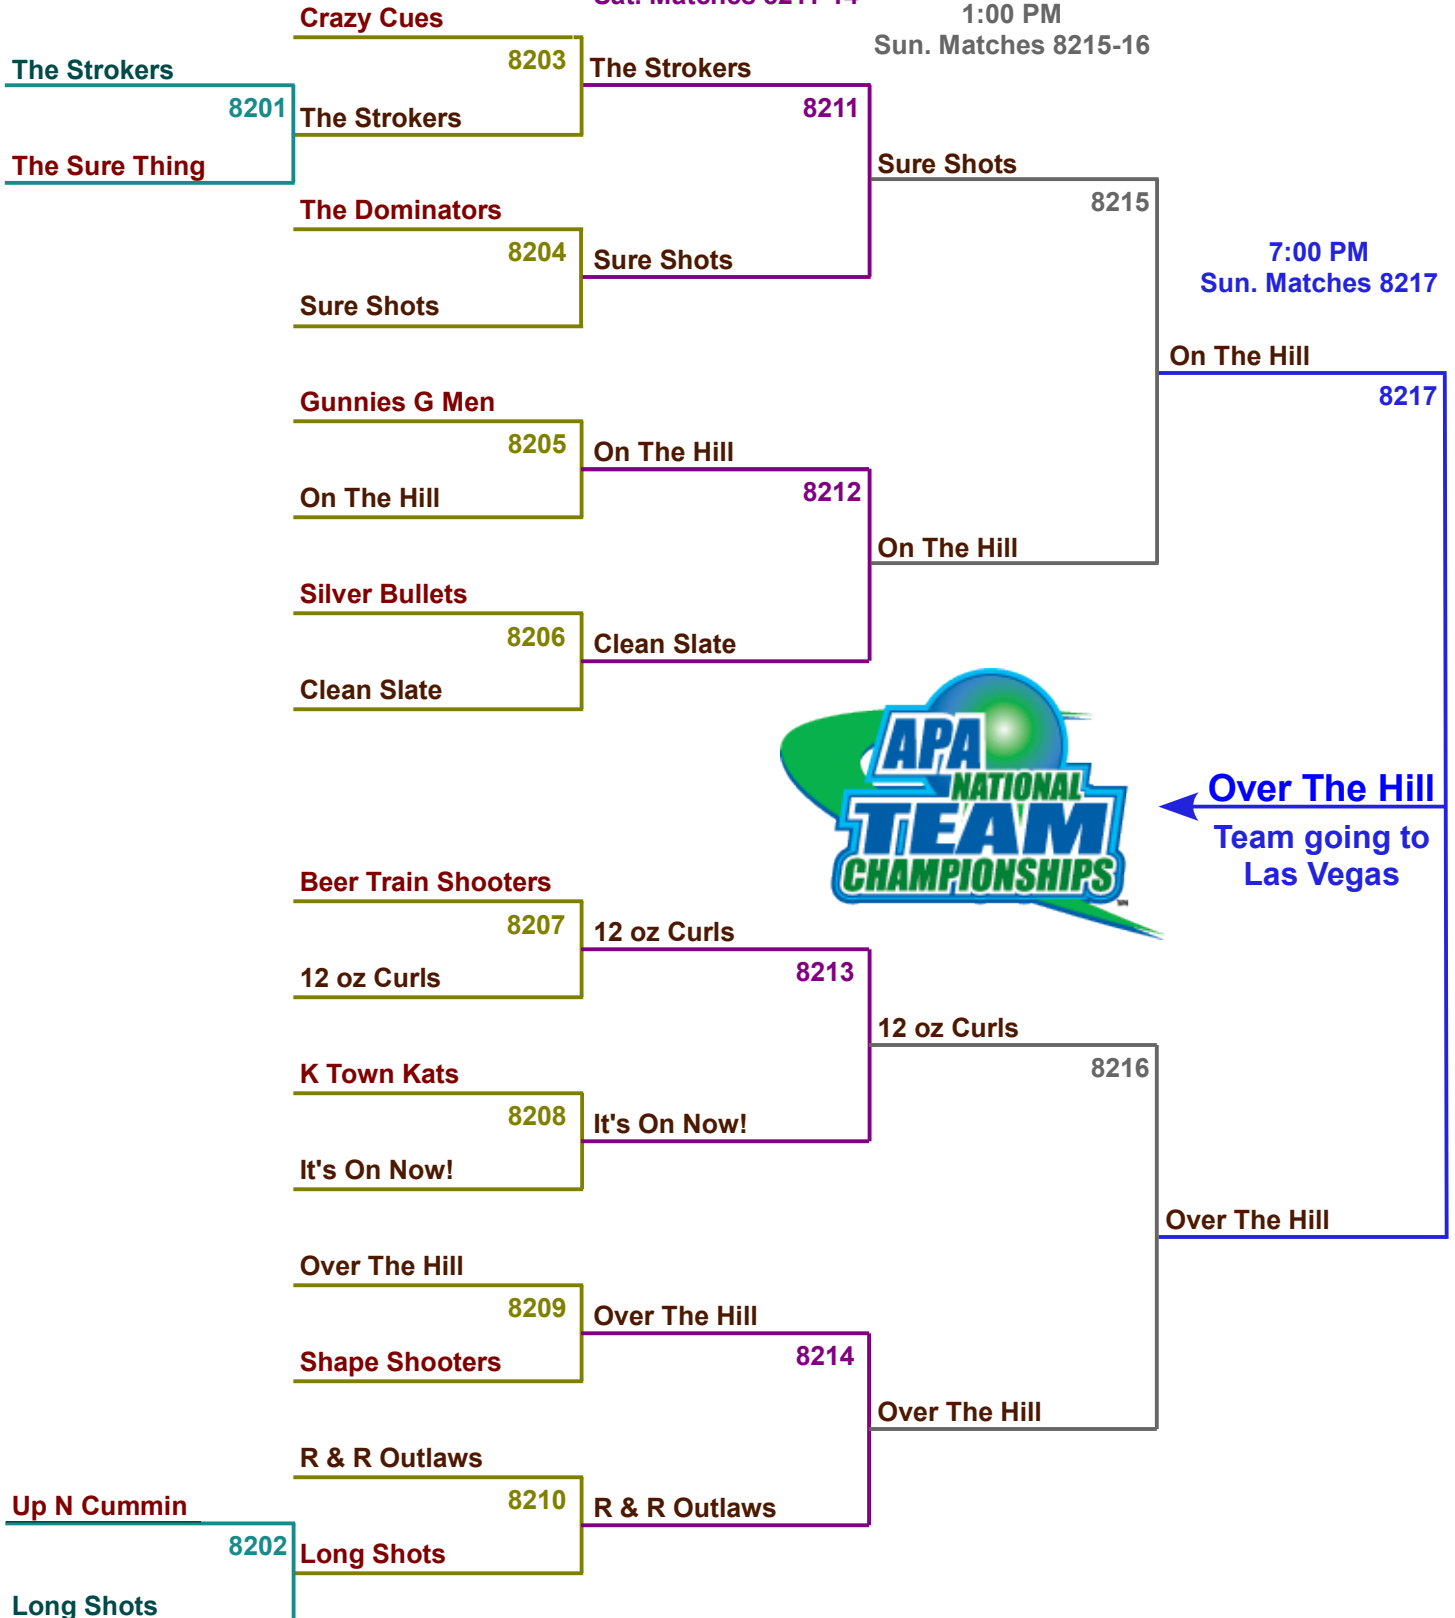 Crazy Cues
8203
The Strokers
8201
The Strokers
The Sure Thing
The Strokers
8211
1:00 PM
Sun. Matches 8215-16
Sure Shots
8215
The Dominators
8204
Sure Shots
Sure Shots
7:00 PM
Sun. Matches 8217
On The Hill
8217
Gunnies G Men
8205
On The Hill
On The Hill
8212
On The Hill
Silver Bullets
8206
Clean Slate
Clean Slate
APA
NATIONAL
TEAM
CHAMPIONSHIPS
Over The Hill
Team going to
Las Vegas
Beer Train Shooters
8207
12 oz Curls
12 oz Curls
8213
12 oz Curls
8216
K Town Kats
8208
It's On Now!
It's On Now!
Over The Hill
Over The Hill
8209
Over The Hill
Shape Shooters
8214
Over The Hill
R & R Outlaws
8210
R & R Outlaws
Up N Cummin
8202
Long Shots
Long Shots